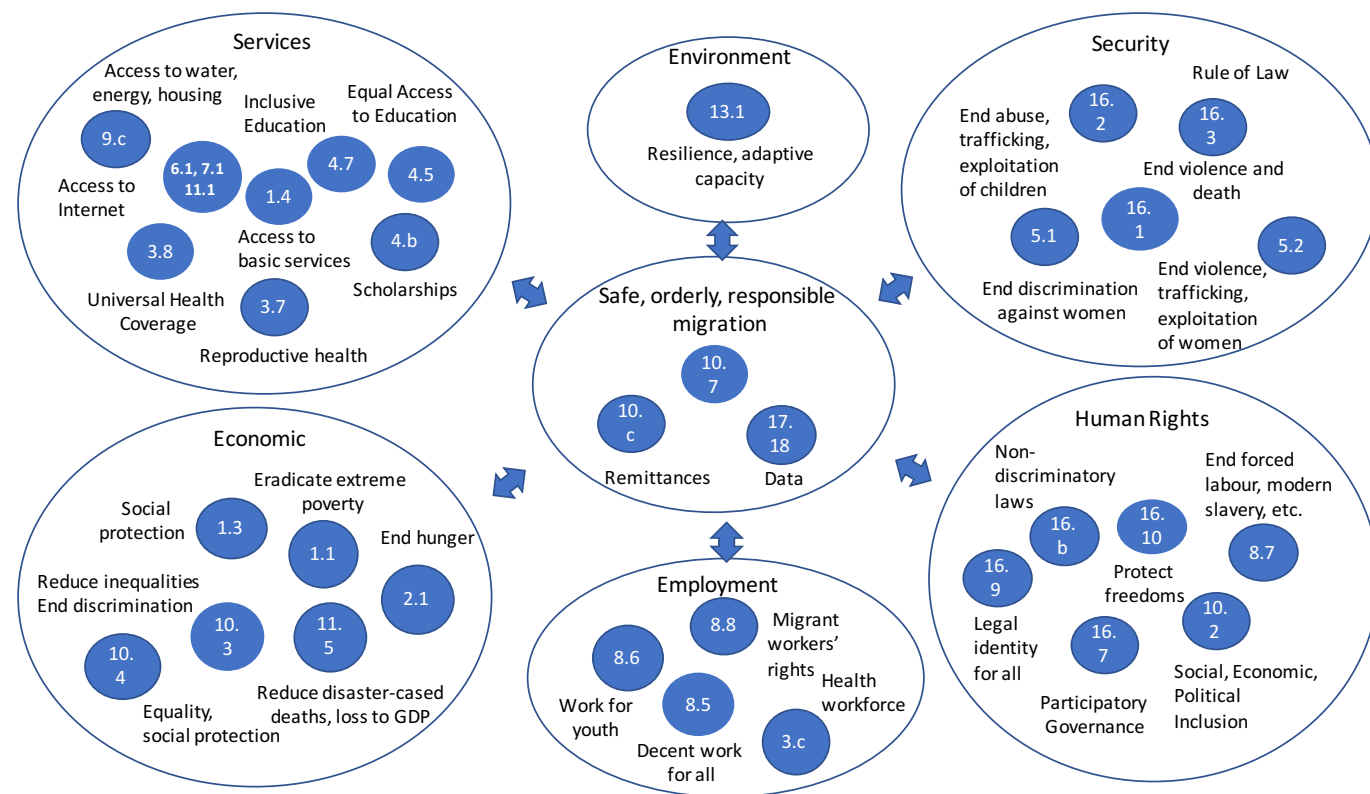 Services
Access to water,
energy, housing
Inclusive
Education
Equal Access
to Education
9.c
6.1, 7.1
11.1
1.4
4.7
4.5
Access to
Internet
3.8
Access to
basic services
4.b
Universal Health
Coverage
3.7
Scholarships
Reproductive health
Environment
13.1
Resilience, adaptive
capacity
Security
Rule of Law
End abuse,
trafficking,
exploitation
of children
16.
2
16.
3
End violence and
death
16.
1
5.1
5.2
End discrimination
against women
End violence,
trafficking,
exploitation
of women
Safe, orderly, responsible
migration
10.
7
10.
c
17.
18
Remittances
Data
Economic
Social
protection
1.3
Eradicate extreme
poverty
1.1
End hunger
2.1
Reduce inequalities
End discrimination
10.
3
11.
5
10.
4
Equality,
social protection
Reduce disaster-cased
deaths, loss to GDP
Employment
8.8
Migrant
workers’
rights
8.6
Work for
youth
8.5
Decent work
for all
Health
workforce
3.c
Human Rights
Non-
discriminatory
laws
End forced
labour, modern
slavery, etc.
16.
b
16.
10
8.7
16.
9
Protect
freedoms
10.
2
Legal
identity
for all
16.
7
Participatory
Governance
Social, Economic,
Political
Inclusion